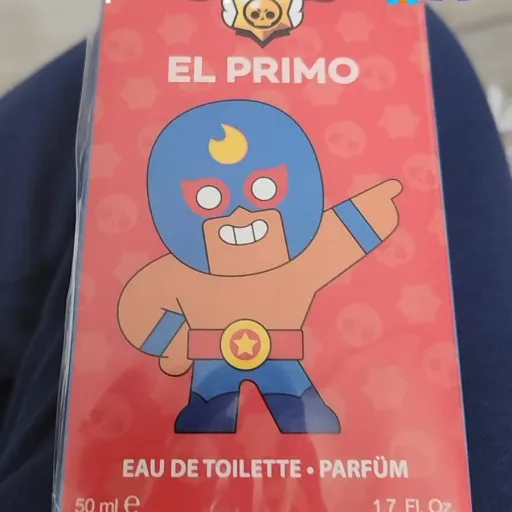 EL PRIMO
EAU DE TOILETTE • PARFÜM
50 ml ℮
1.7 Fl. Oz